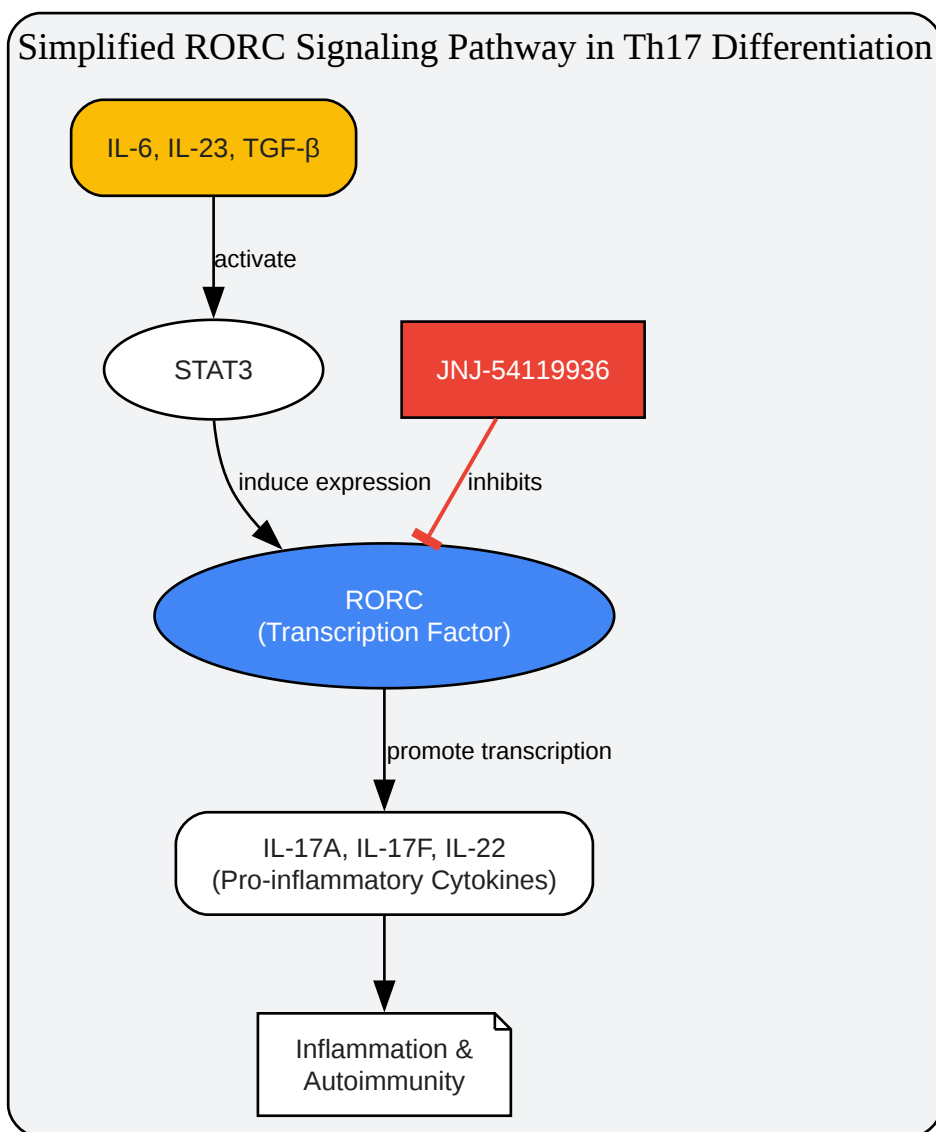 Simplified RORC Signaling Pathway in Th17 Differentiation
IL-6, IL-23, TGF-β
activate
STAT3
JNJ-54119936
induce expression
inhibits
RORC
(Transcription Factor)
promote transcription
IL-17A, IL-17F, IL-22
(Pro-inflammatory Cytokines)
Inflammation &
Autoimmunity